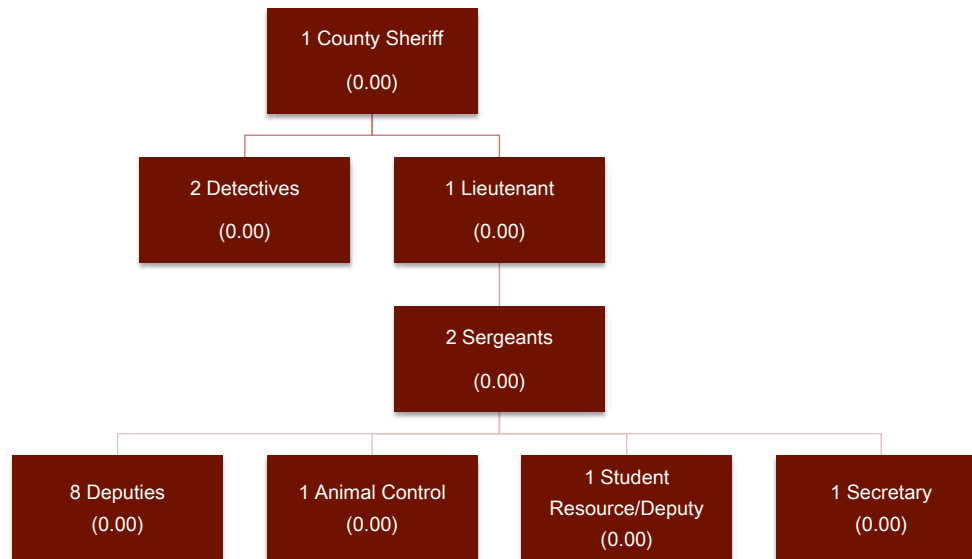 1 County Sheriff
(0.00)
2 Detectives
(0.00)
1 Lieutenant
(0.00)
2 Sergeants
(0.00)
8 Deputies
(0.00)
1 Animal Control
(0.00)
1 Student
Resource/Deputy
(0.00)
1 Secretary
(0.00)